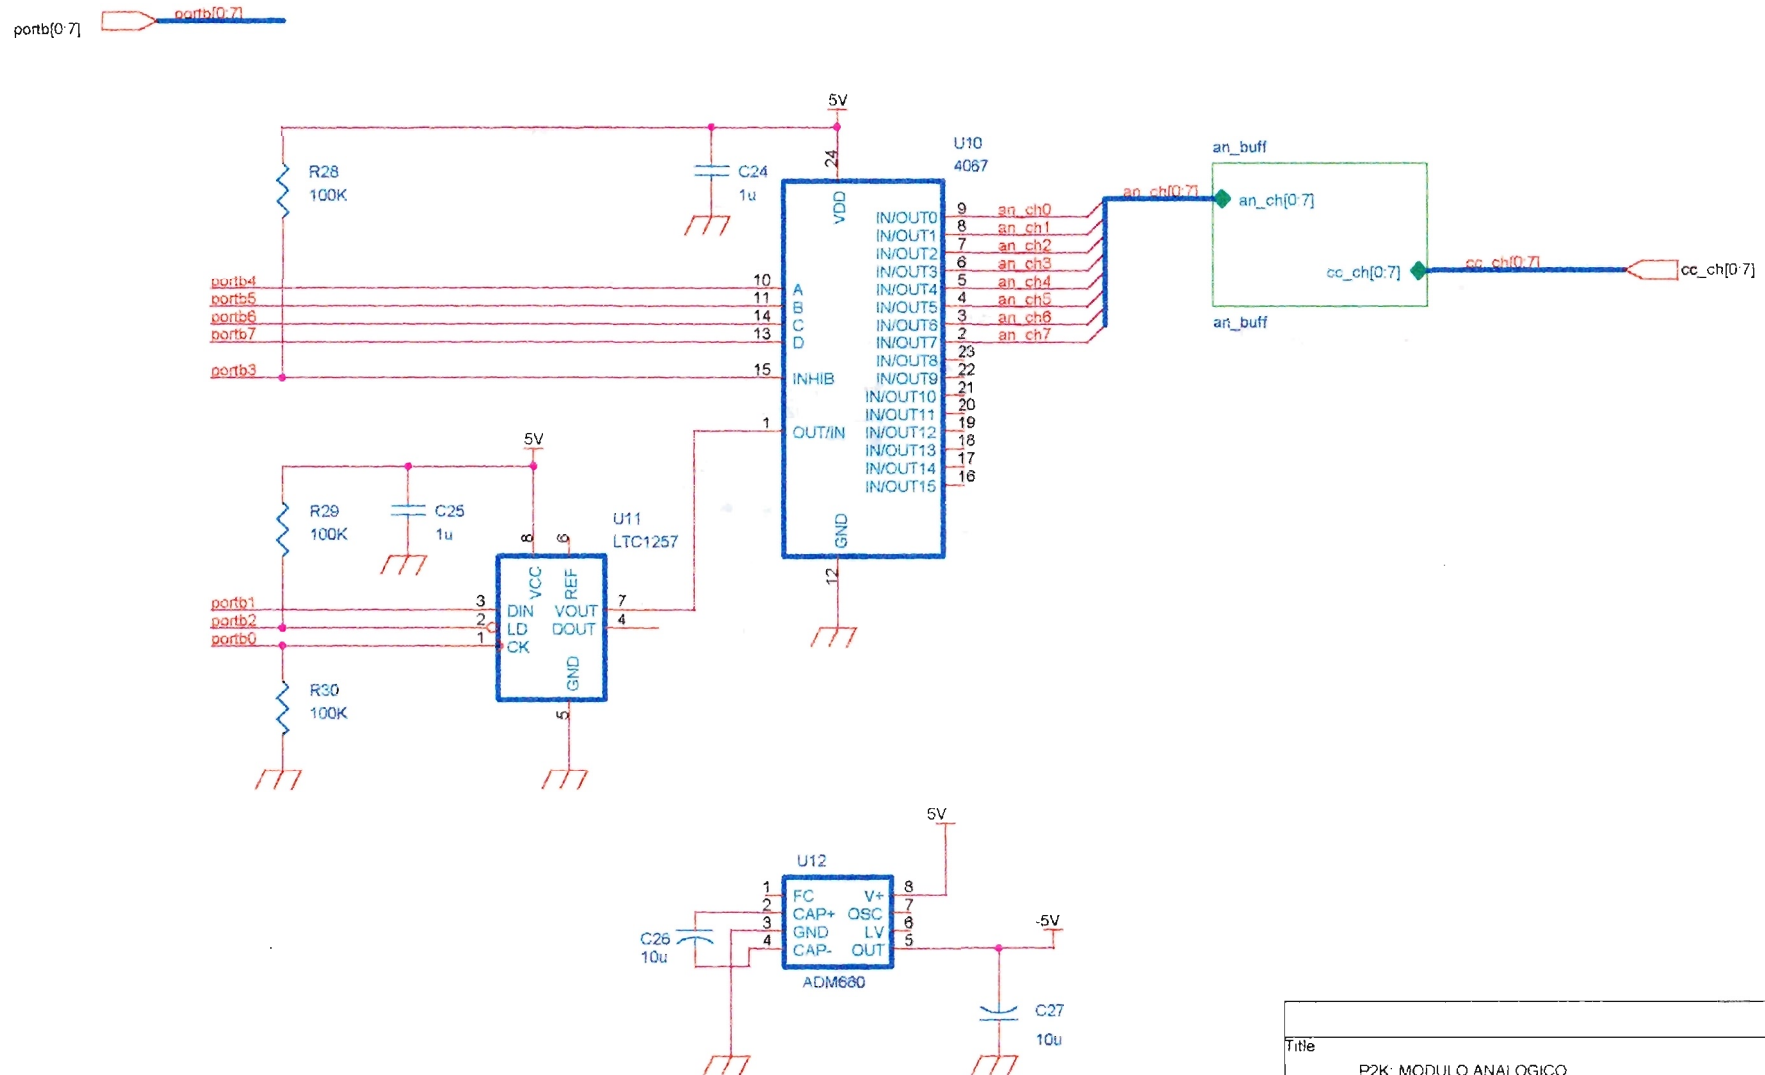 portb[0:7]
portb[0:7]
5V
R28
100K
C24
1u
24
VDD
U10
4067
IN/OUT0 9 an_ch0
IN/OUT1 8 an_ch1
IN/OUT2 7 an_ch2
IN/OUT3 6 an_ch3
IN/OUT4 5 an_ch4
IN/OUT5 4 an_ch5
IN/OUT6 3 an_ch6
IN/OUT7 2 an_ch7
IN/OUT8 23
IN/OUT9 22
IN/OUT10 21
IN/OUT11 20
IN/OUT12 19
IN/OUT13 18
IN/OUT14 17
IN/OUT15 16
portb4 10 A
portb5 11 B
portb6 14 C
portb7 13 D
portb3 15 INHIB
1 OUT/IN
GND
12
an_ch[0:7]
an_buff
an_ch[0:7]
cc_ch[0:7]
an_buff
cc_ch[0:7]
cc_ch[0:7]
5V
R29
100K
C25
1u
U11
LTC1257
8
6
VCC
REF
portb1 3 DIN
portb2 2 LD
portb0 1 CK
VOUT 7
DOUT 4
GND
5
R30
100K
5V
U12
1 FC V+ 8
2 CAP+ OSC 7
3 GND LV 6
4 CAP- OUT 5
ADM660
C26
10u
-5V
C27
10u
Title
P2K: MODULO ANALOGICO